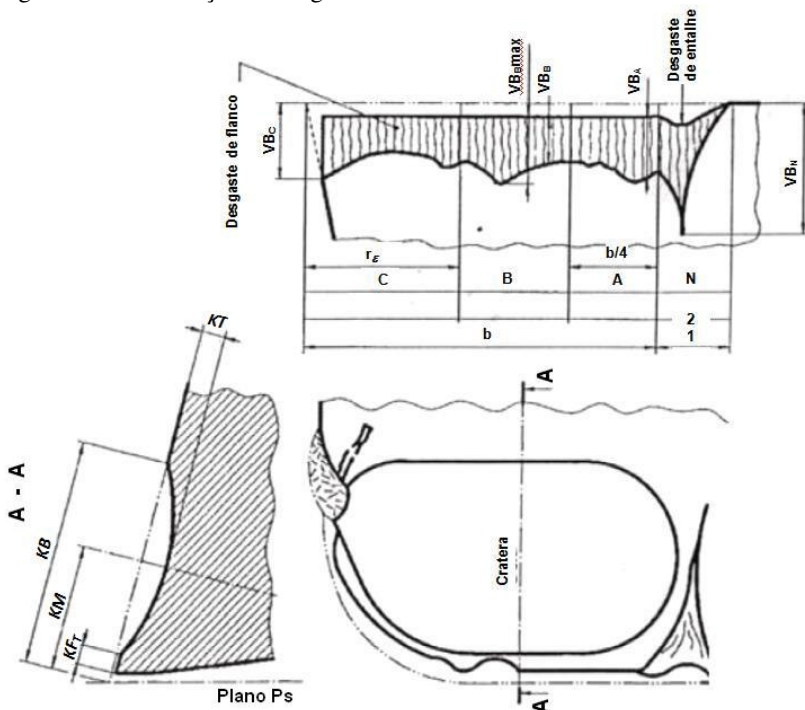 VBBmax
VBB
VBA
Desgaste
de entalhe
VBC
VBN
Desgaste de flanco
rε
b/4
C
B
A
N
2
b
1
KT
A
A - A
KB
KM
KFT
Cratera
Plano Ps
A